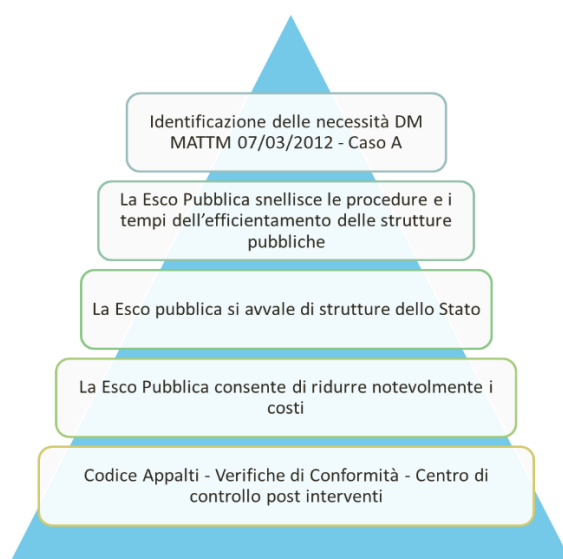 Identificazione delle necessità DM
MATTM 07/03/2012 - Caso A
La Esco Pubblica snellisce le procedure e i
tempi dell'efficientamento delle strutture
pubbliche
La Esco pubblica si avvale di strutture dello Stato
La Esco Pubblica consente di ridurre notevolmente i
costi
Codice Appalti - Verifiche di Conformità - Centro di
controllo post interventi